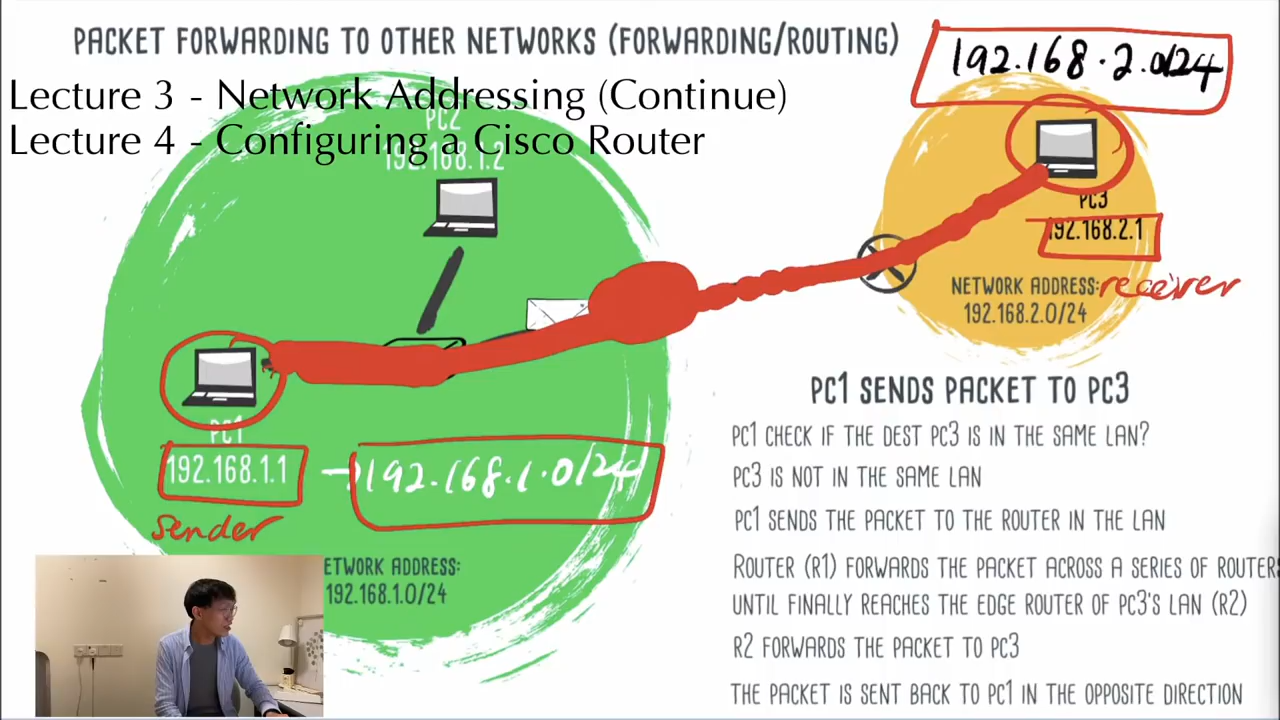 PACKET FORWARDING TO OTHER NETWORKS (FORWARDING/ROUTING)
192.168.2.0/24
Lecture 3 - Network Addressing (Continue)
Lecture 4 - Configuring a Cisco Router
PC2
192.168.1.2
PC3
192.168.2.1
receiver
NETWORK ADDRESS:
192.168.2.0/24
PC1
192.168.1.1
192.168.1.0/24
sender
ETWORK ADDRESS:
192.168.1.0/24
PC1 SENDS PACKET TO PC3
PC1 CHECK IF THE DEST PC3 IS IN THE SAME LAN?
PC3 IS NOT IN THE SAME LAN
PC1 SENDS THE PACKET TO THE ROUTER IN THE LAN
ROUTER (R1) FORWARDS THE PACKET ACROSS A SERIES OF ROUTER
UNTIL FINALLY REACHES THE EDGE ROUTER OF PC3'S LAN (R2)
R2 FORWARDS THE PACKET TO PC3
THE PACKET IS SENT BACK TO PC1 IN THE OPPOSITE DIRECTION